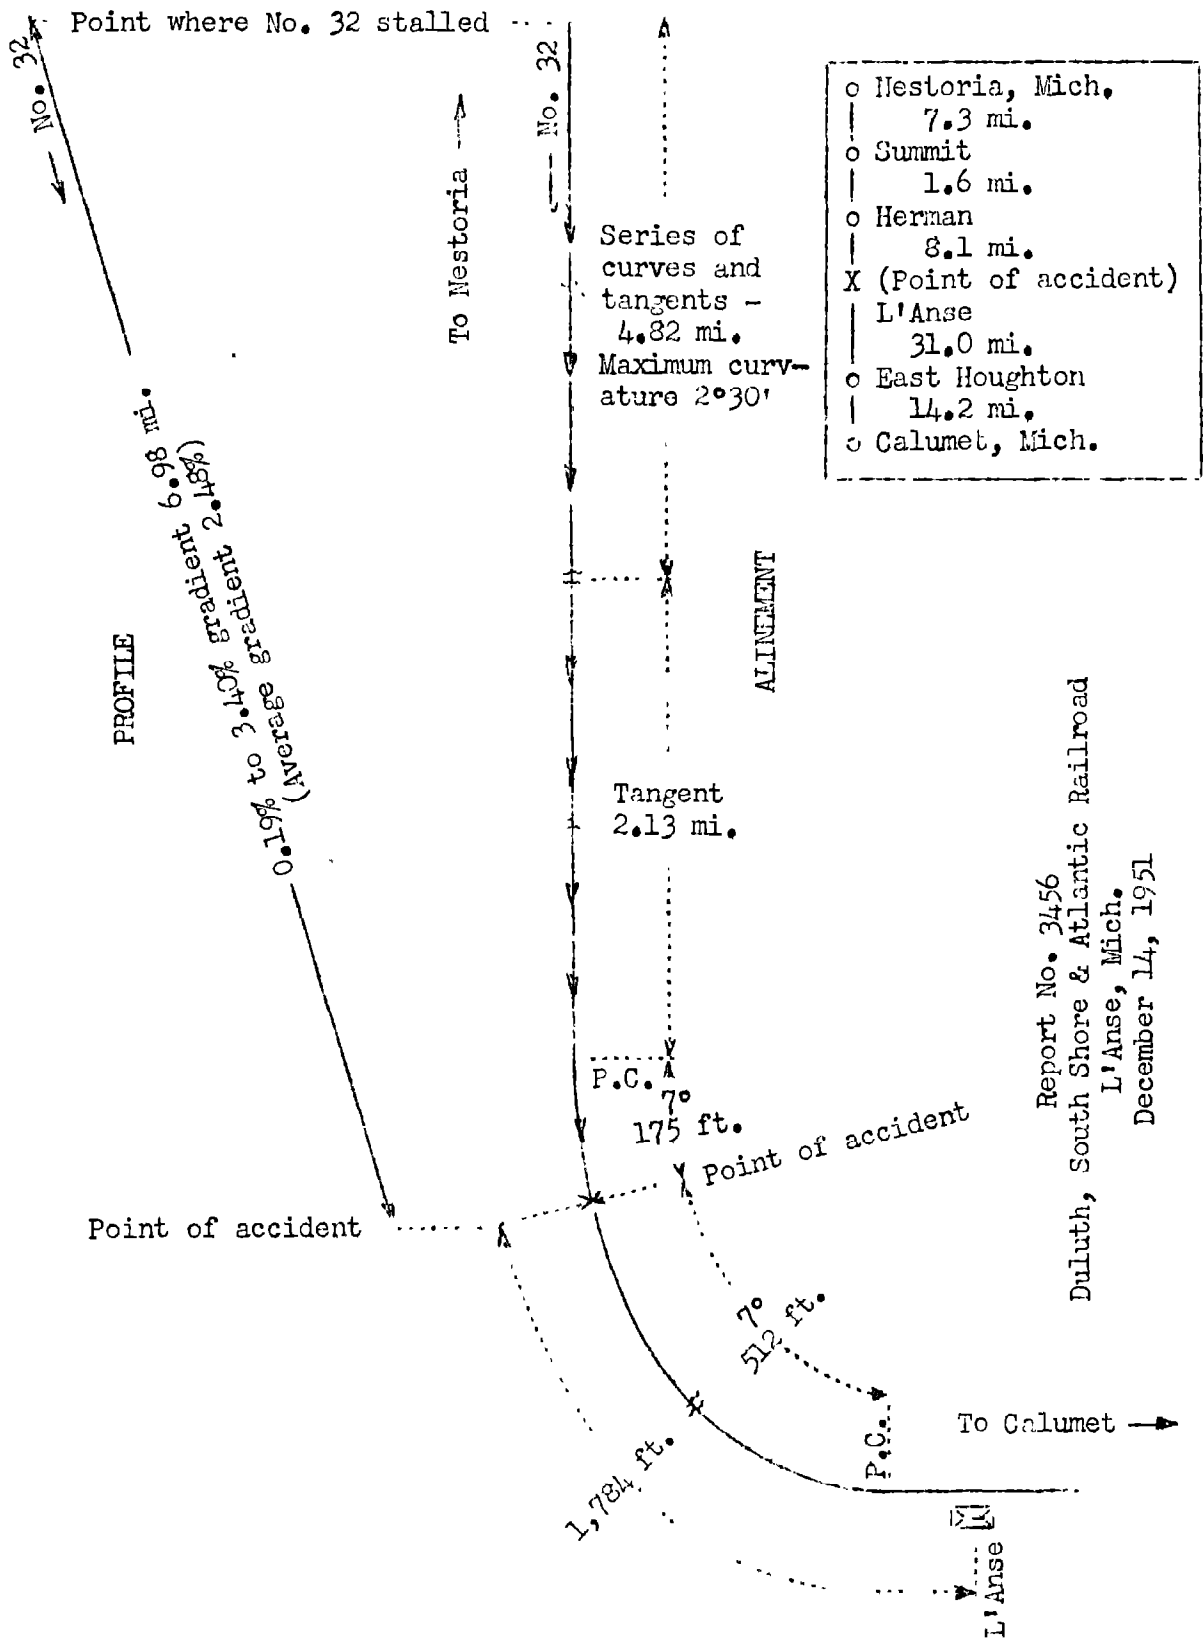 Point where No. 32 stalled
No. 32
No. 32
To Nestoria
Series of
curves and
tangents -
4.82 mi.
Maximum curv-
ature 2°30'
Nestoria, Mich.
7.3 mi.
Summit
1.6 mi.
Herman
8.1 mi.
X (Point of accident)
L'Anse
31.0 mi.
East Houghton
14.2 mi.
Calumet, Mich.
PROFILE
0.19% to 3.40% gradient 6.98 mi.
(Average gradient 2.48%)
ALINEMENT
Tangent
2.13 mi.
P.C.
7°
175 ft.
Point of accident
Point of accident
7°
512 ft.
1,784 ft.
P.C.
To Calumet
L'Anse
Report No. 3456
Duluth, South Shore & Atlantic Railroad
L'Anse, Mich.
December 14, 1951